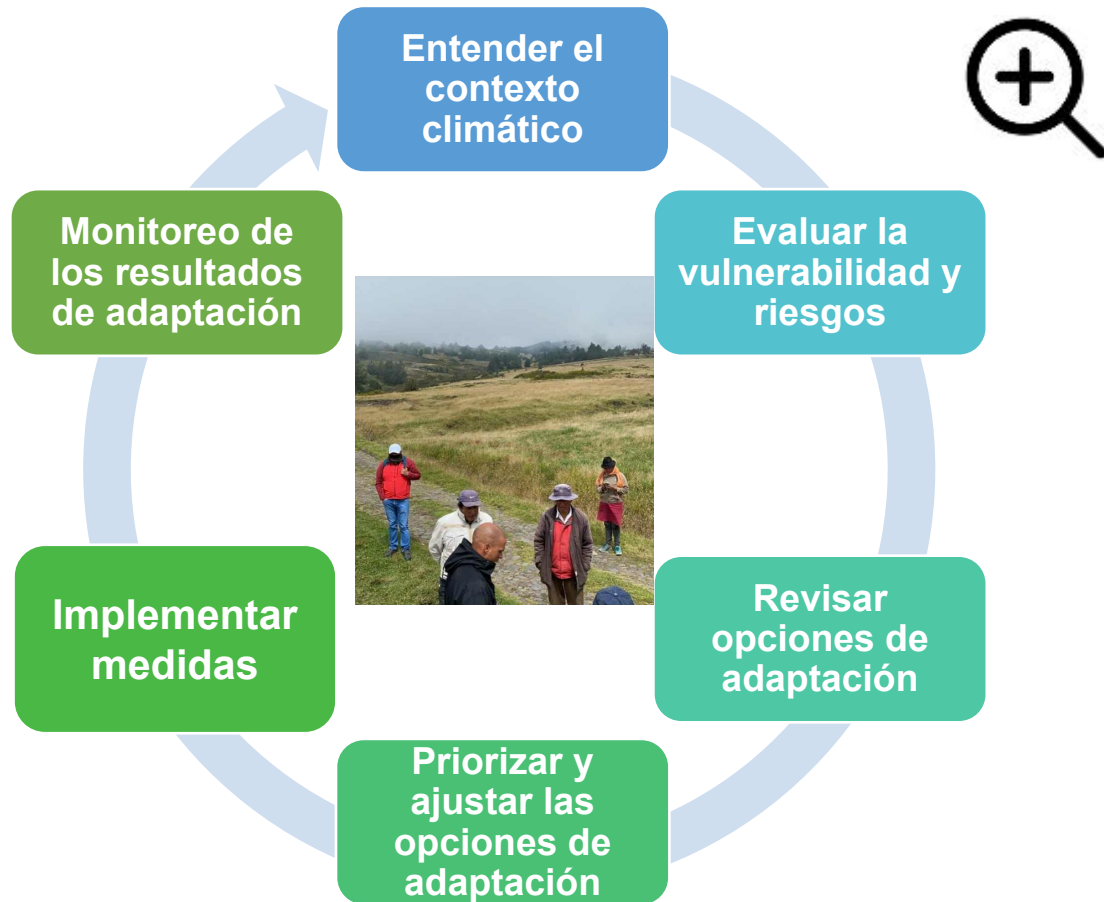 Entender el
contexto
climático
Evaluar la
vulnerabilidad y
riesgos
Revisar
opciones de
adaptación
Priorizar y
ajustar las
opciones de
adaptación
Implementar
medidas
Monitoreo de
los resultados
de adaptación